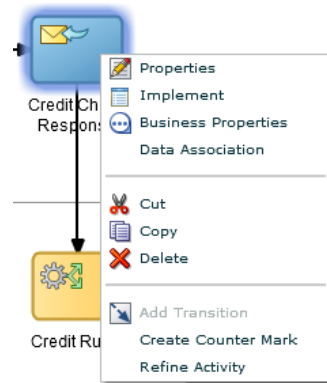 Credit Ch
Respons
Properties
Implement
Business Properties
Data Association
Cut
Copy
Delete
Add Transition
Create Counter Mark
Refine Activity
Credit Ru